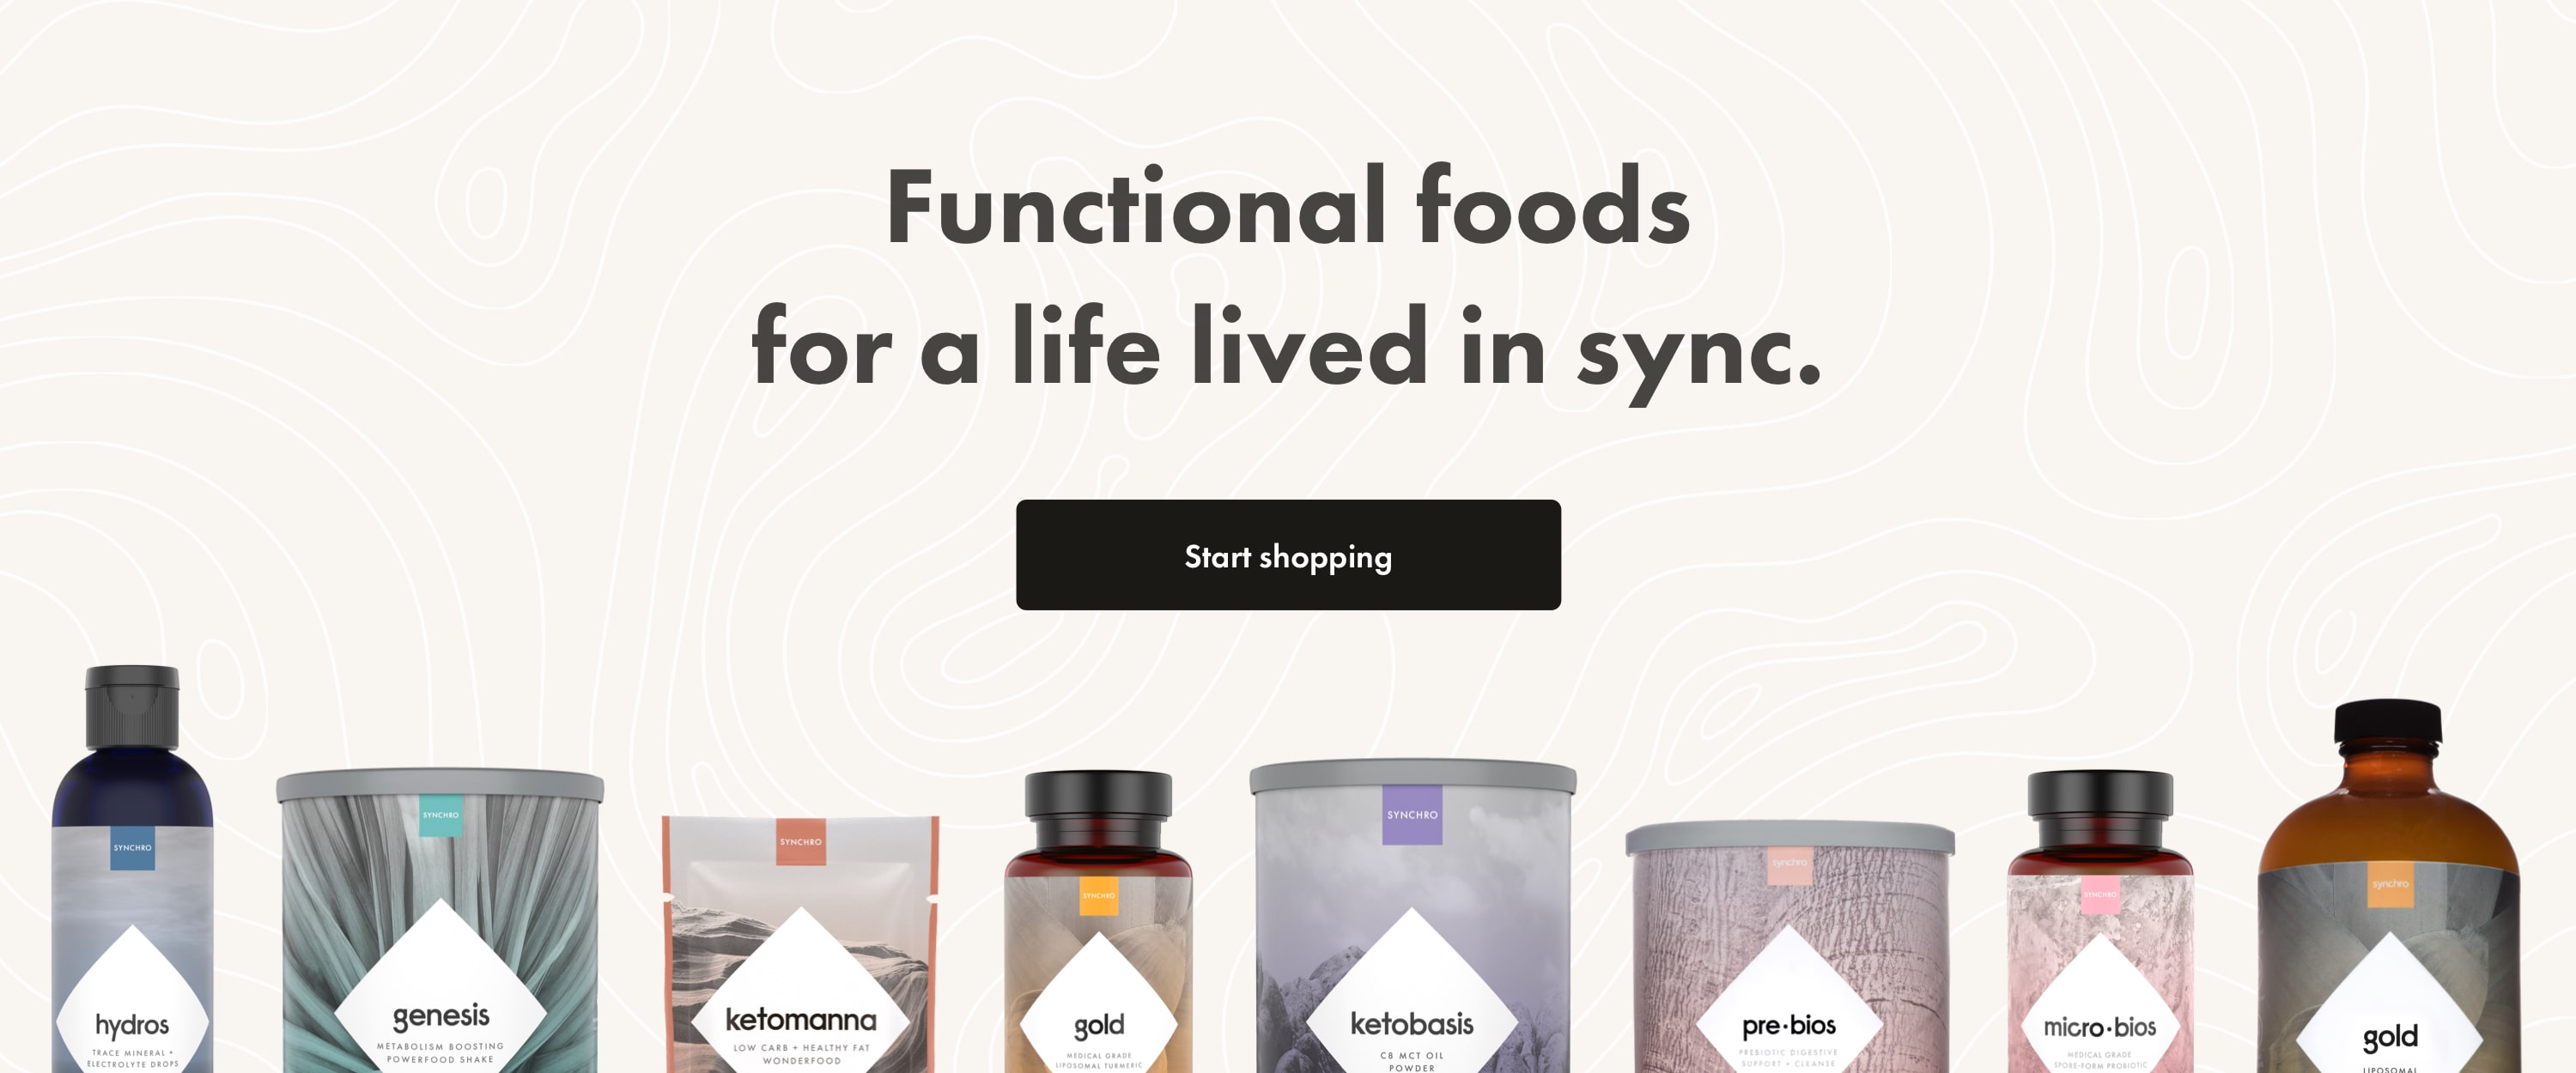 Functional foods
for a life lived in sync.
Start shopping
SYNCHRO
hydros
TRACE MINERAL +
ELECTROLYTE DROPS
SYNCHRO
genesis
METABOLISM BOOSTING
POWERFOOD SHAKE
SYNCHRO
ketomanna
LOW CARB + HEALTHY FAT
WONDERFOOD
SYNCHRO
gold
MEDICAL GRADE
LIPOSOMAL TURMERIC
SYNCHRO
ketobasis
C8 MCT OIL
POWDER
synchro
pre•bios
PREBIOTIC DIGESTIVE
SUPPORT + CLEANSE
SYNCHRO
micro•bios
MEDICAL GRADE
SPORE-FORM PROBIOTIC
synchro
gold
LIPOSOMAL